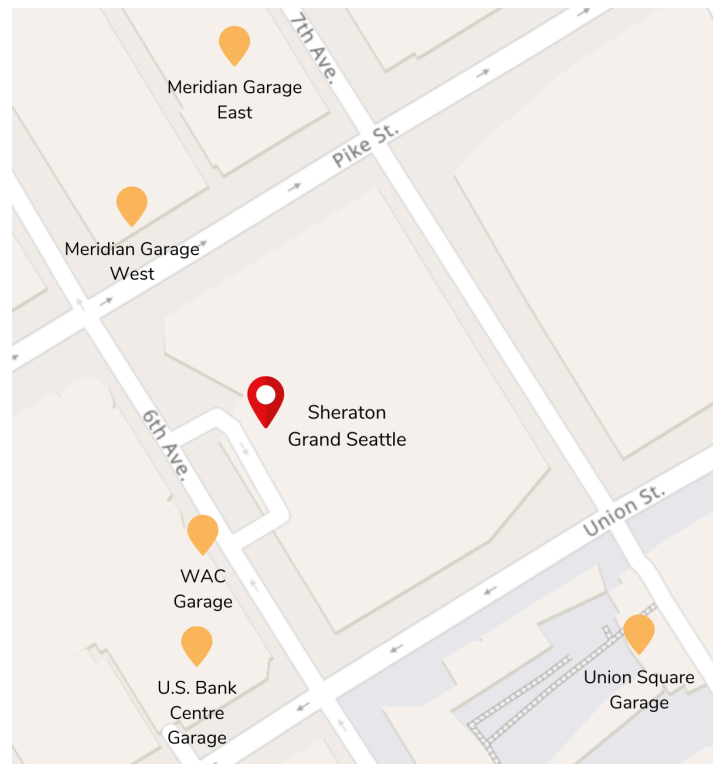 7th Ave.
Meridian Garage
East
Pike St.
Meridian Garage
West
Sheraton
Grand Seattle
6th Ave.
Union St.
WAC
Garage
U.S. Bank
Centre
Garage
Union Square
Garage